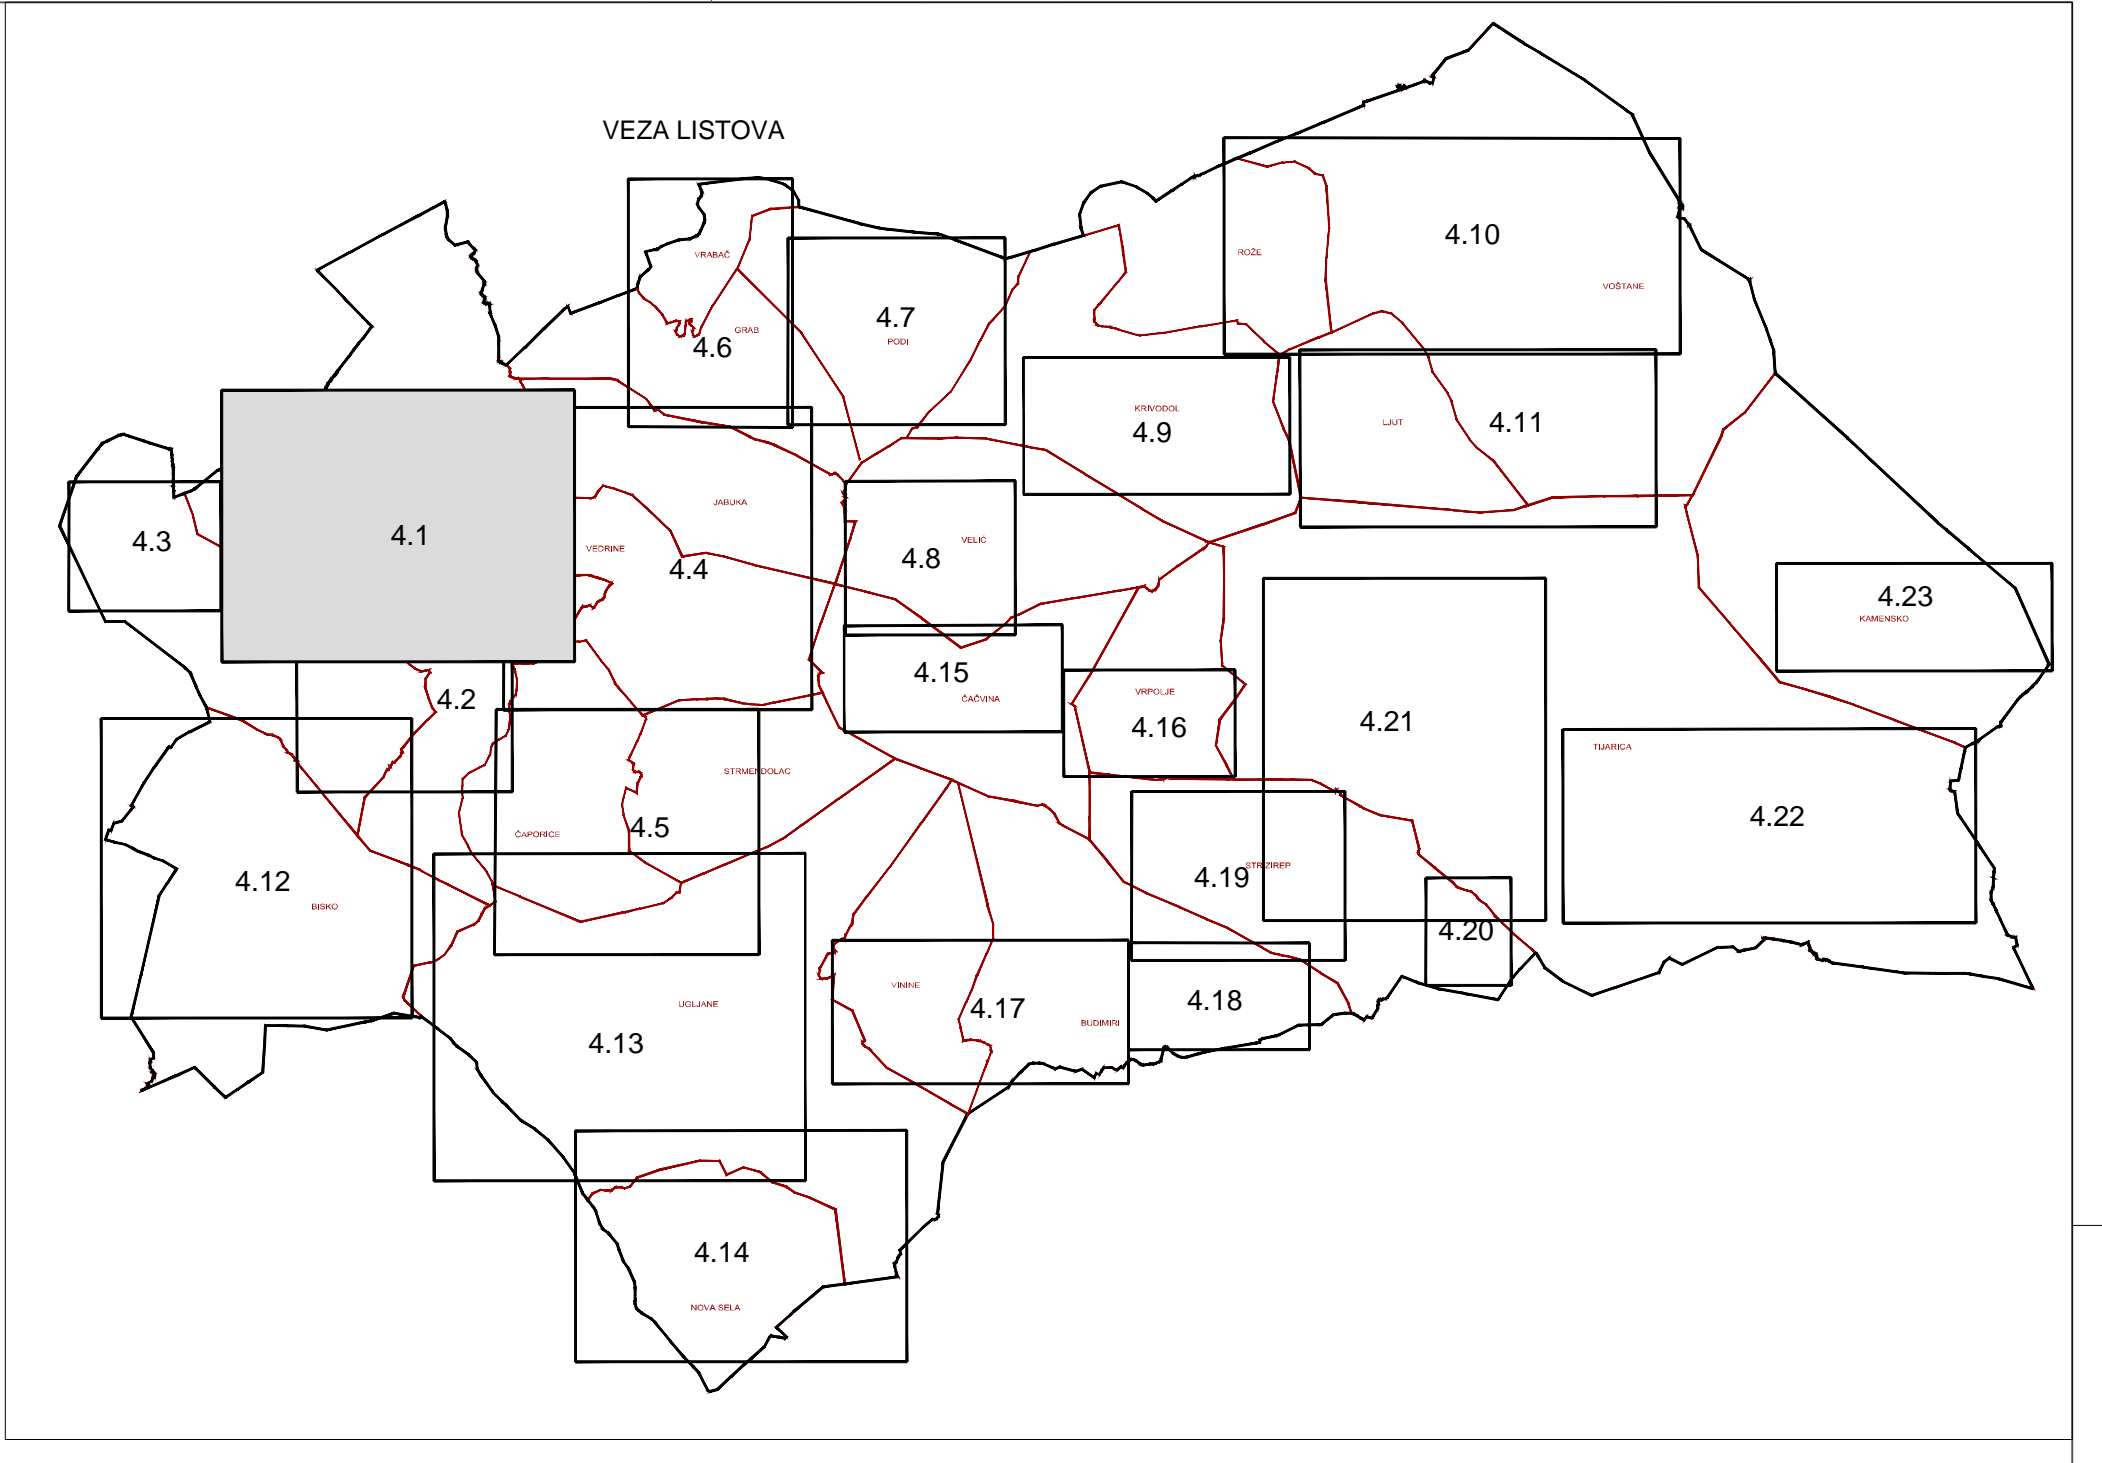 VEZA LISTOVA
4.10
ROŽE
VOŠTANE
VRABAČ
GRAB
4.6
4.7
PODI
KRIVODOL
4.9
LJUT
4.11
4.3
4.1
JABUKA
VEDRINE
4.4
4.8
VELIĆ
4.23
KAMENSKO
4.2
4.15
ČAČVINA
VRPOLJE
4.16
4.21
TIJARICA
4.22
STRMENDOLAC
ČAPORICE
4.5
4.12
BISKO
4.19
STRIZIREP
4.20
UGLJANE
4.13
VININE
4.17
BUDIMIRI
4.18
4.14
NOVA SELA